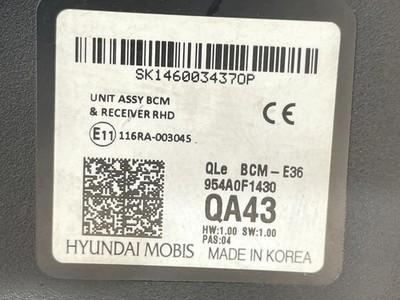 SK146003437OP
UNIT ASSY BCM
& RECEIVER RHD
CE
E11 116RA-003045
QLe BCM-E36
954A0F1430
QA43
HW:1.00 SW:1.00
PAS:04
HYUNDAI MOBIS MADE IN KOREA